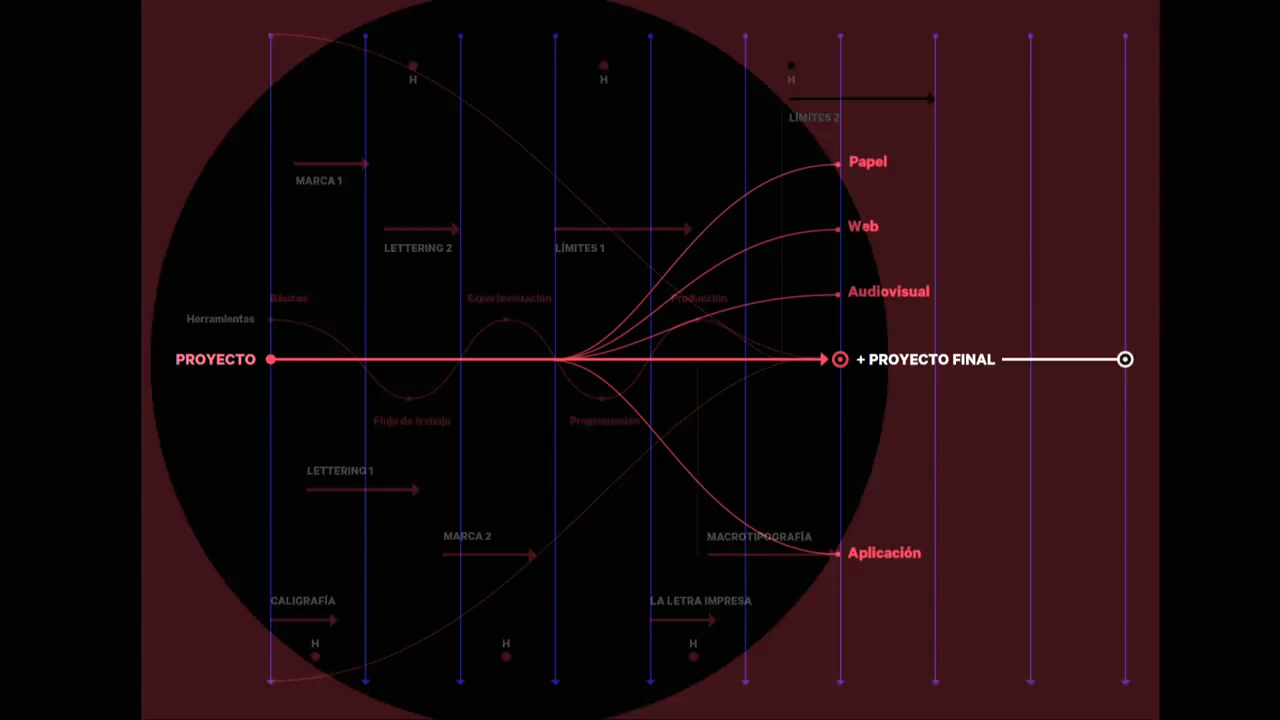 H
H
H
LÍMITES 2
Papel
MARCA 1
Web
LETTERING 2
LÍMITES 1
Audiovisual
Básicos
Experimentación
Producción
Herramientas
PROYECTO
+ PROYECTO FINAL
Flujo de trabajo
Programación
LETTERING 1
MARCA 2
MACROTIPOGRAFÍA
Aplicación
CALIGRAFÍA
LA LETRA IMPRESA
H
H
H